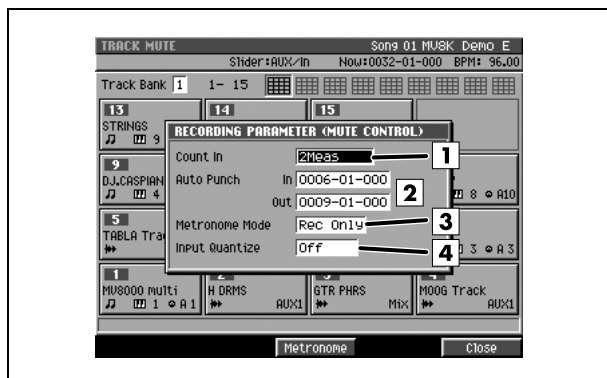 TRACK MUTE Song 01 MV8K Demo E
Slider:AUX/In Now:0032-01-000 BPM: 96.00
Track Bank 1 1- 15
13 14 15
STRINGS
9
RECORDING PARAMETER (MUTE CONTROL)
Count In 2Meas 1
9
DJ.CASPIAN
4
Auto Punch In 0006-01-000
Out 0009-01-000 2
8 A10
5
TABLA Tra
Metronome Mode Rec Only 3
Input Quantize Off 4
3 A 3
1
MV8000 multi H DRMS GTR PHRS MOOG Track
1 A 1 AUX1 Mix AUX1
Metronome Close